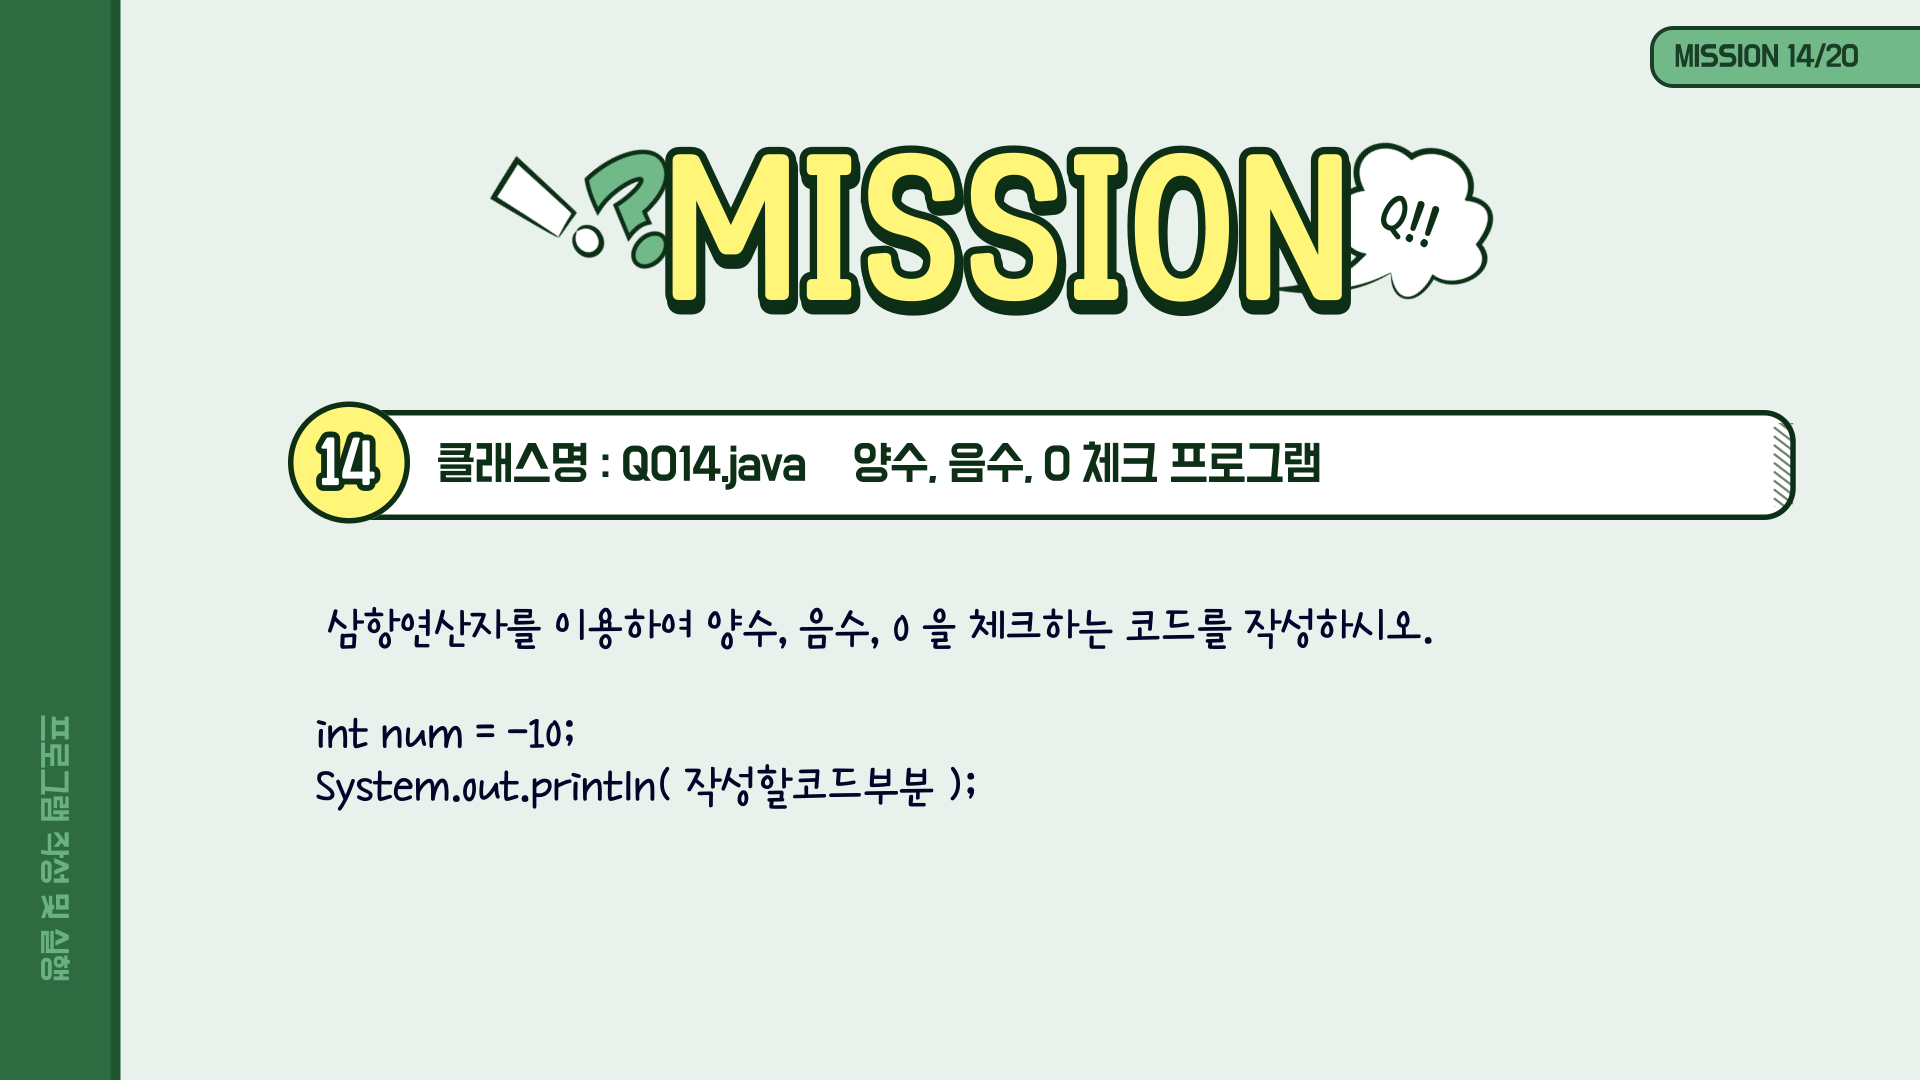 MISSION 14/20
MISSION
Q!!
14 클래스명 : Q014.java 양수, 음수, 0 체크 프로그램
삼항연산자를 이용하여 양수, 음수, 0 을 체크하는 코드를 작성하시오.
int num = -10;
System.out.println( 작성할코드부분 );
프로그램 작성 및 실행